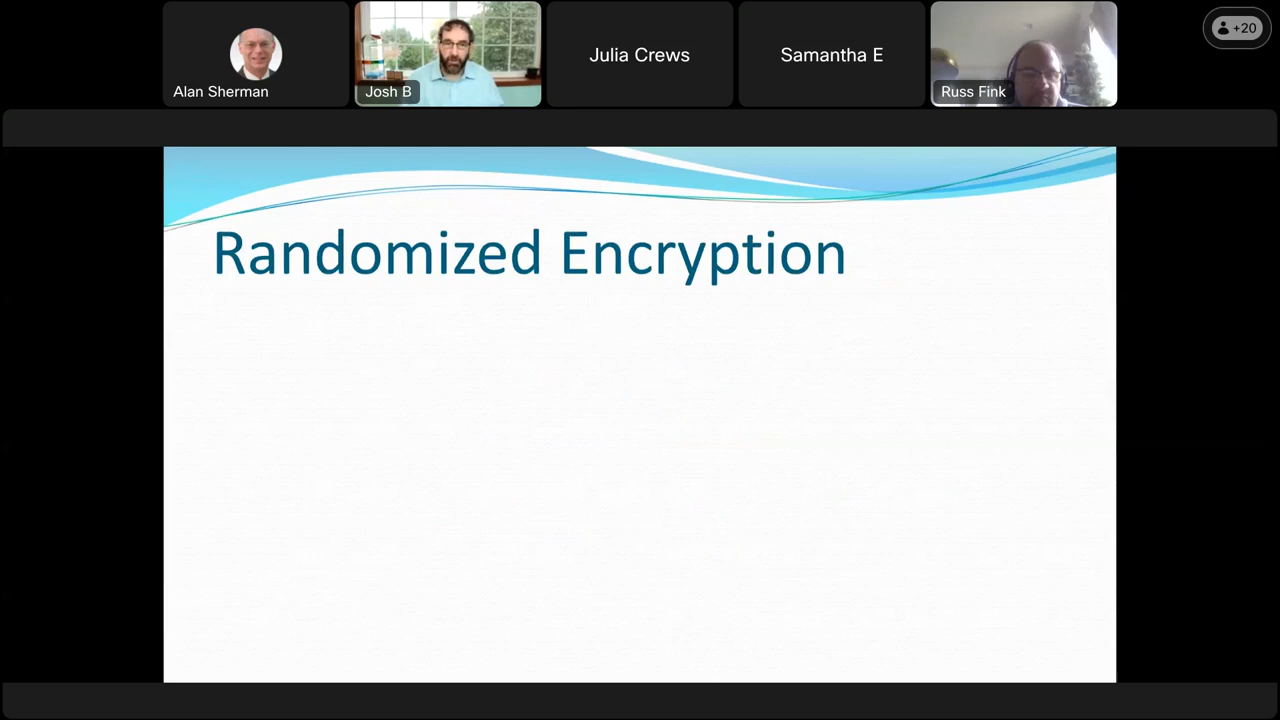 Alan Sherman
Josh B
Julia Crews
Samantha E
Russ Fink
+20
Randomized Encryption